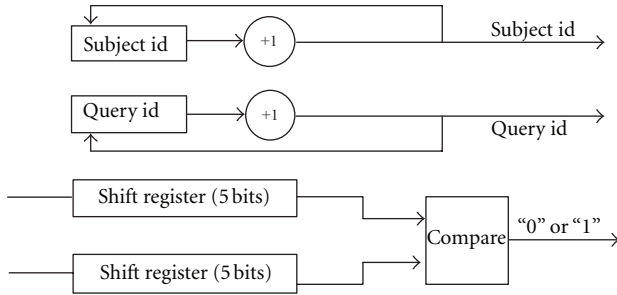 Subject id
+1
Subject id
Query id
+1
Query id
Shift register (5 bits)
Compare
"0" or "1"
Shift register (5 bits)